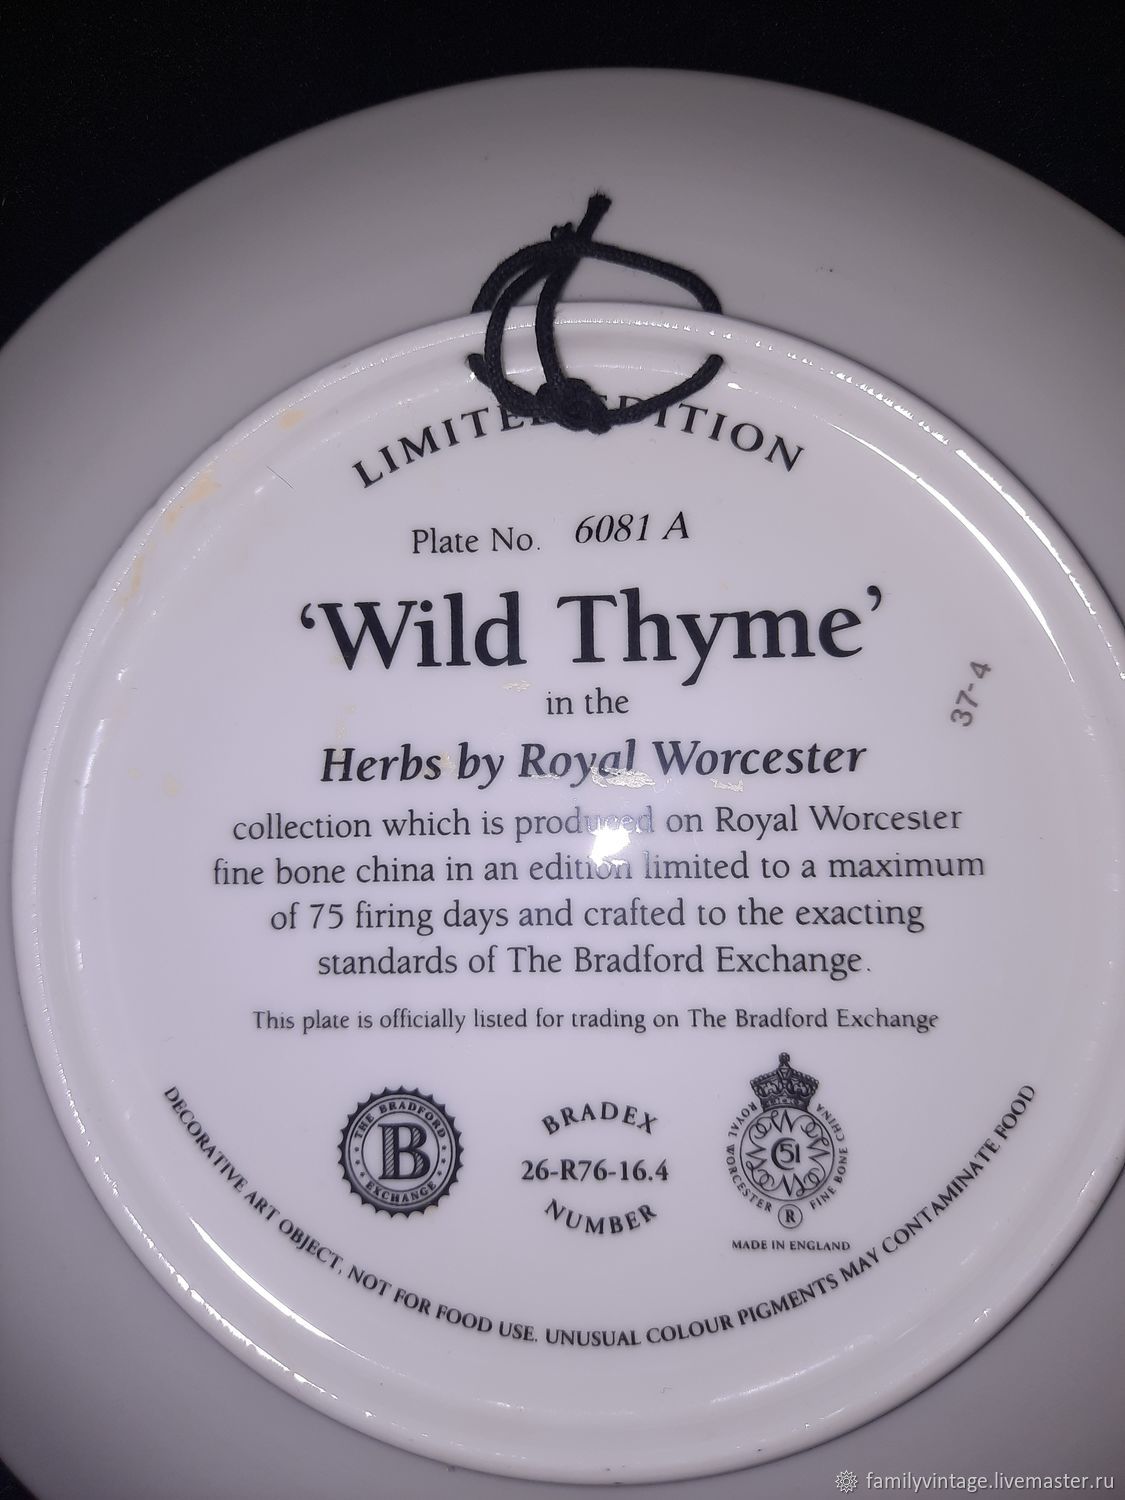 LIMITED EDITION
Plate No. 6081 A
‘Wild Thyme’
in the
Herbs by Royal Worcester
collection which is produced on Royal Worcester
fine bone china in an edition limited to a maximum
of 75 firing days and crafted to the exacting
standards of The Bradford Exchange.
This plate is officially listed for trading on The Bradford Exchange
37-4
THE BRADFORD
B
EXCHANGE
BRADEX
26-R76-16.4
NUMBER
ROYAL WORCESTER FINE BONE CHINA
51
R
MADE IN ENGLAND
DECORATIVE ART OBJECT, NOT FOR FOOD USE. UNUSUAL COLOUR PIGMENTS MAY CONTAMINATE FOOD
familyvintage.livemaster.ru